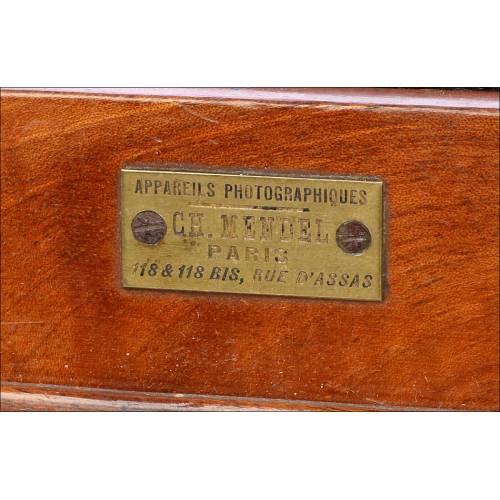 APPAREILS PHOTOGRAPHIQUES
CH. MENDEL
PARIS
118 & 118 BIS, RUE D'ASSAS